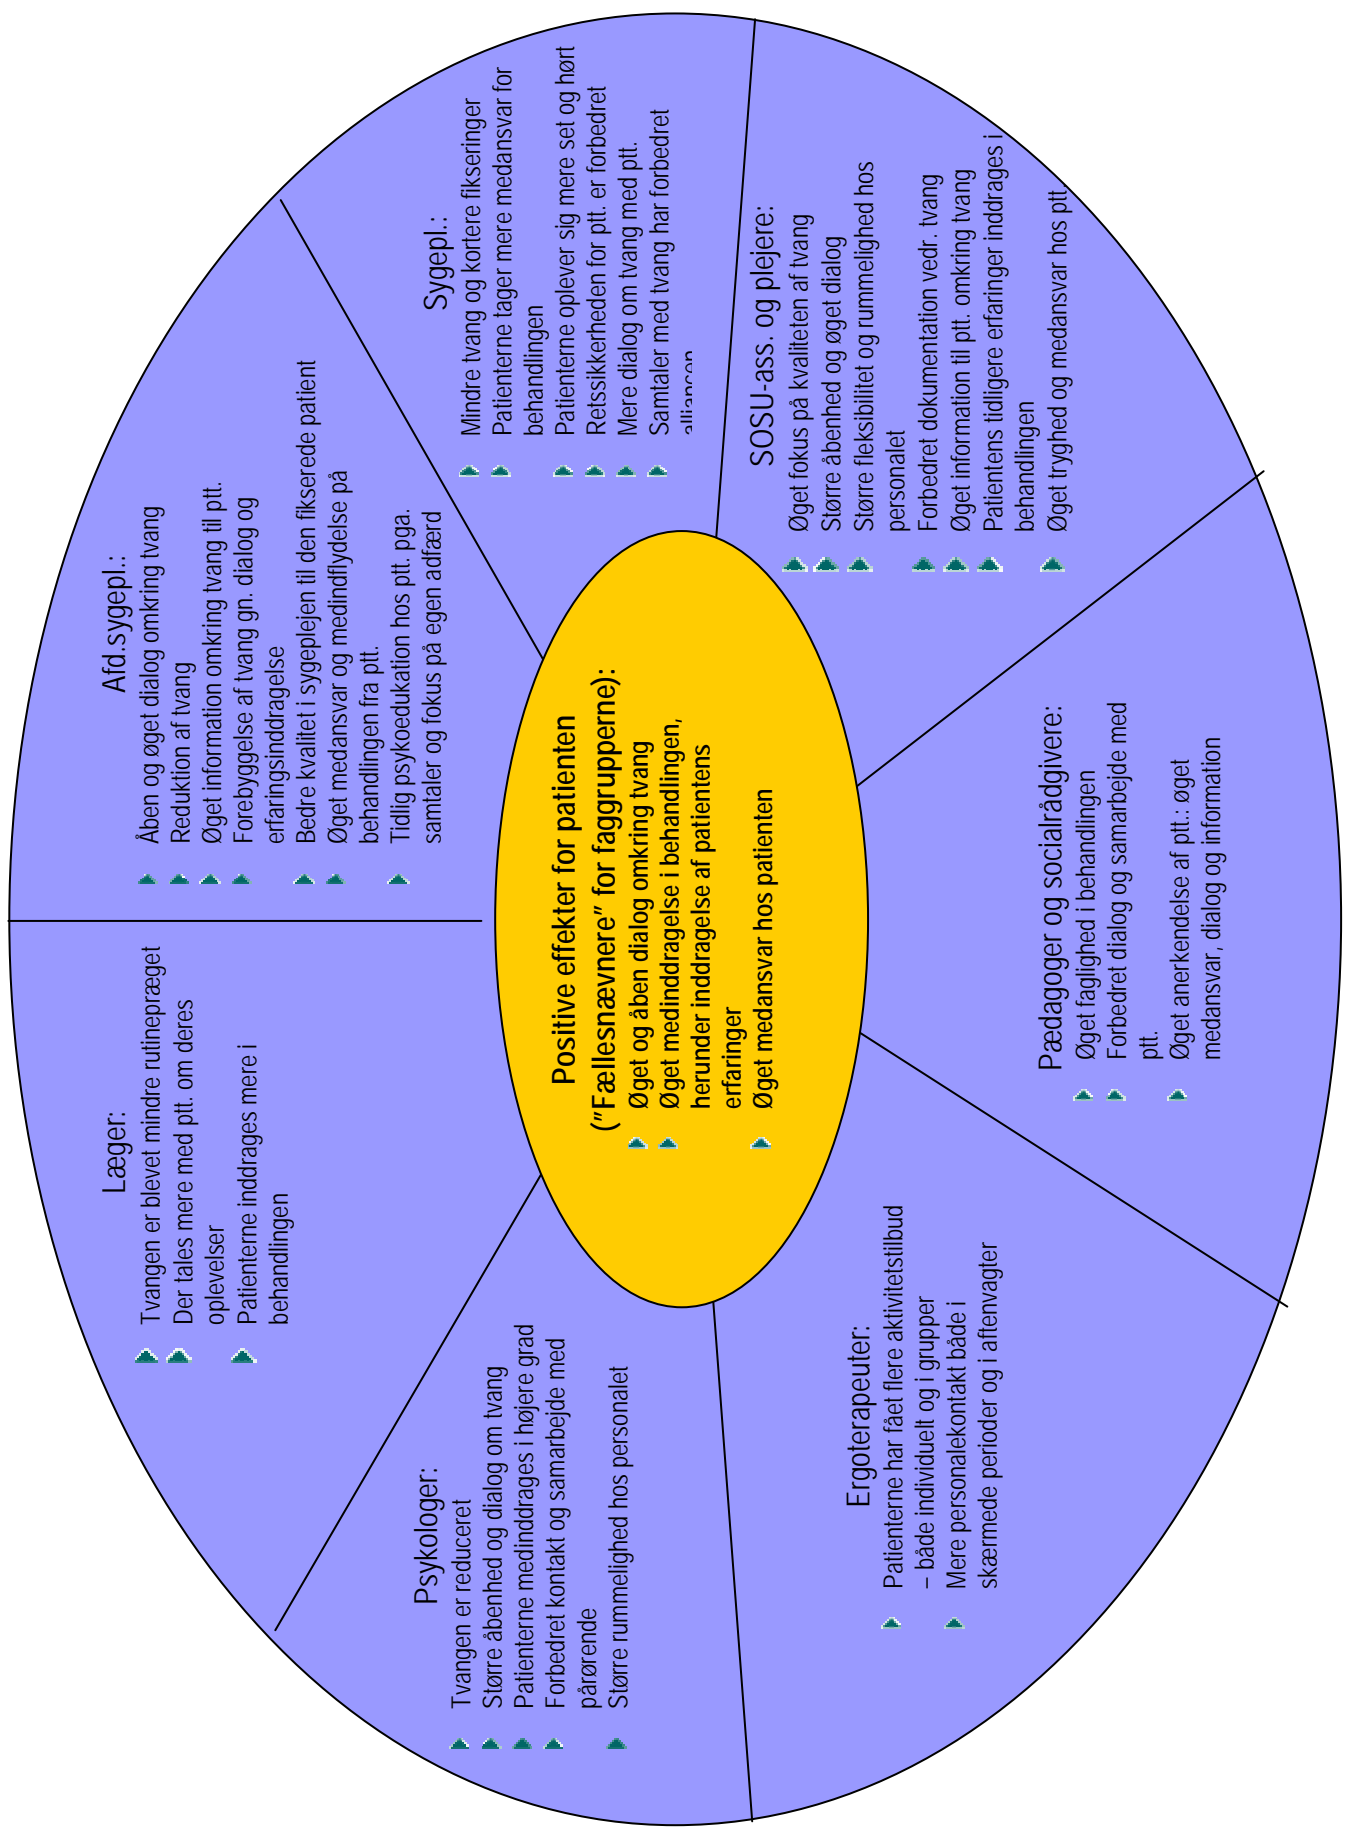 Læger:
Tvangen er blevet mindre rutinepræget
Der tales mere med ptt. om deres
oplevelser
Patienterne inddrages mere i
behandlingen
Afd.sygepl.:
Åben og øget dialog omkring tvang
Reduktion af tvang
Øget information omkring tvang til ptt.
Forebyggelse af tvang gn. dialog og
erfaringsinddragelse
Bedre kvalitet i sygeplejen til den fikserede patient
Øget medansvar og medindflydelse på
behandlingen fra ptt.
Tidlig psykoedukation hos ptt. pga.
samtaler og fokus på egen adfærd
Psykologer:
Tvangen er reduceret
Større åbenhed og dialog om tvang
Patienterne medinddrages i højere grad
Forbedret kontakt og samarbejde med
pårørende
Større rummelighed hos personalet
Positive effekter for patienten
("Fællesnævnere" for faggrupperne):
Øget og åben dialog omkring tvang
Øget medinddragelse i behandlingen,
herunder inddragelse af patientens
erfaringer
Øget medansvar hos patienten
Sygepl.:
Mindre tvang og kortere fikseringer
Patienterne tager mere medansvar for
behandlingen
Patienterne oplever sig mere set og hørt
Retssikkerheden for ptt. er forbedret
Mere dialog om tvang med ptt.
Samtaler med tvang har forbedret
alliancen
Ergoterapeuter:
Patienterne har fået flere aktivitetstilbud
– både individuelt og i grupper
Mere personalekontakt både i
skærmede perioder og i aftenvagter
Pædagoger og socialrådgivere:
Øget faglighed i behandlingen
Forbedret dialog og samarbejde med
ptt.
Øget anerkendelse af ptt.: øget
medansvar, dialog og information
SOSU-ass. og plejere:
Øget fokus på kvaliteten af tvang
Større åbenhed og øget dialog
Større fleksibilitet og rummelighed hos
personalet
Forbedret dokumentation vedr. tvang
Øget information til ptt. omkring tvang
Patientens tidligere erfaringer inddrages i
behandlingen
Øget tryghed og medansvar hos ptt